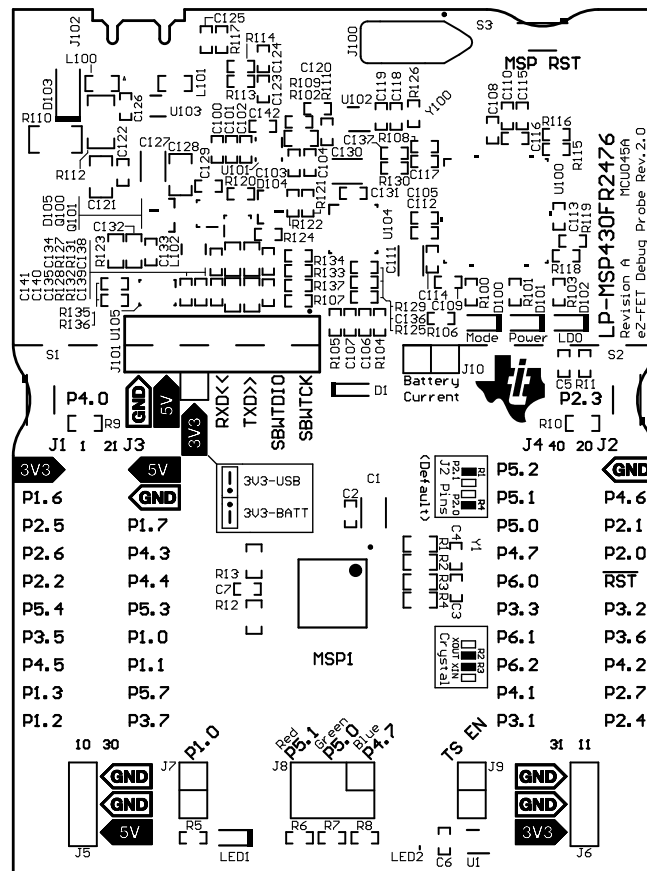 J102
C125
R117
R114
C124
J100
S3
MSP RST
L100
D103
R113
C123
C120
R109
R102
R110
C119
C118
R126
U102
Y100
C110
C115
C108
L101
U103
C126
R110
C122
C100
C101
C102
C142
C137
R108
C116
R116
R115
R112
C127
C128
C129
U101
C103
C104
C130
R130
C117
U100
LP-MSP430FR2476
MCU045A
Revision A
eZ-FET Debug Probe Rev.2.0
C121
R120
D104
R121
C131
C105
C112
D105
Q100
Q101
R122
U104
C113
R119
C132
R124
C141
C140
C135
C134
R128
R127
C139
R131
C138
R123
C133
L102
R134
R133
R137
R107
C111
C114
C109
R118
R100
D100
R101
D101
R103
D102
R135
R136
U105
R129
C136
R125
R106
J101
R105
C107
C106
R104
Mode
Power
LDO
S1
J10
S2
GND
5V
RXD<<
TXD>>
SBWTDIO
SBWTCK
D1
Battery
Current
C5
R11
P4.0
R9
3V3
P2.3
R10
J1 1 21 J3
J4 40 20 J2
3V3
5V
P5.2
GND
P1.6
GND
P5.1
P4.6
P2.5
P1.7
P5.0
P2.1
P2.6
P4.3
P4.7
P2.0
P2.2
P4.4
P6.0
RST
P5.4
P5.3
P3.3
P3.2
P3.5
P1.0
P6.1
P3.6
P4.5
P1.1
P6.2
P4.2
P1.3
P5.7
P4.1
P2.7
P1.2
P3.7
P3.1
P2.4
3V3-USB
3V3-BATT
C2
C1
P2.1
R1
P2.0
R4
J2 Pins
(Default)
R13
C7
R12
MSP1
R1
R2
R3
R4
C4
Y1
C3
XOUT
XIN
R2
R3
Crystal
10 30
P1.0
Red
P5.1
Green
P5.0
Blue
P4.7
TS EN
31 11
J7
J8
J9
GND
GND
GND
GND
5V
3V3
J5
R5
LED1
R6
R7
R8
LED2
C6
U1
J6